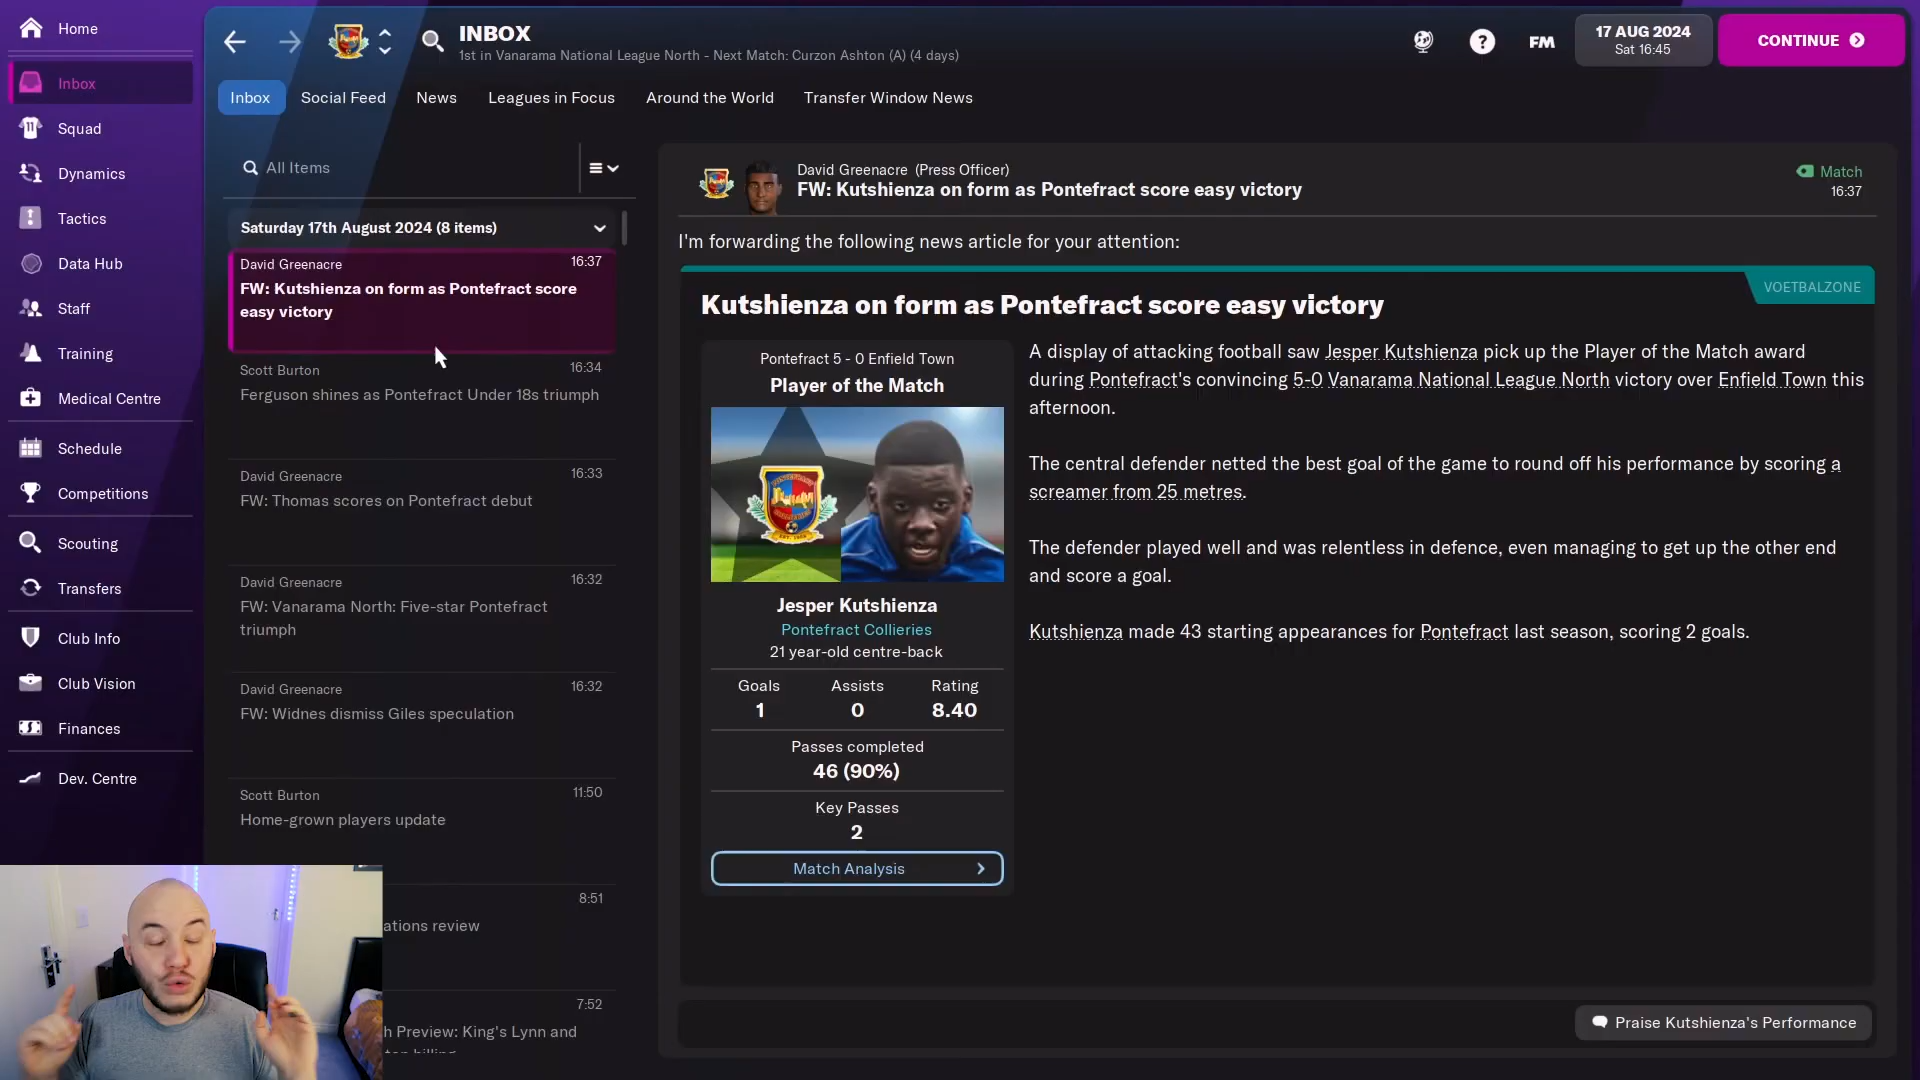 Home
Inbox
Squad
Dynamics
Tactics
Data Hub
Staff
Training
Medical Centre
Schedule
Competitions
Scouting
Transfers
Club Info
Club Vision
Finances
Dev. Centre
INBOX
1st in Vanarama National League North - Next Match: Curzon Ashton (A) (4 days)
FM
17 AUG 2024
Sat 16:45
CONTINUE
Inbox
Social Feed
News
Leagues in Focus
Around the World
Transfer Window News
All Items
Saturday 17th August 2024 (8 items)
David Greenacre
16:37
FW: Kutshienza on form as Pontefract score
easy victory
Scott Burton
16:34
Ferguson shines as Pontefract Under 18s triumph
David Greenacre
16:33
FW: Thomas scores on Pontefract debut
David Greenacre
16:32
FW: Vanarama North: Five-star Pontefract
triumph
David Greenacre
16:32
FW: Widnes dismiss Giles speculation
Scott Burton
11:50
Home-grown players update
8:51
ations review
7:52
h Preview: King's Lynn and
David Greenacre (Press Officer)
FW: Kutshienza on form as Pontefract score easy victory
Match
16:37
I'm forwarding the following news article for your attention:
VOETBALZONE
Kutshienza on form as Pontefract score easy victory
Pontefract 5 - 0 Enfield Town
Player of the Match
Jesper Kutshienza
Pontefract Collieries
21 year-old centre-back
Goals
Assists
Rating
1
0
8.40
Passes completed
46 (90%)
Key Passes
2
Match Analysis
A display of attacking football saw Jesper Kutshienza pick up the Player of the Match award
during Pontefract's convincing 5-0 Vanarama National League North victory over Enfield Town this
afternoon.
The central defender netted the best goal of the game to round off his performance by scoring a
screamer from 25 metres.
The defender played well and was relentless in defence, even managing to get up the other end
and score a goal.
Kutshienza made 43 starting appearances for Pontefract last season, scoring 2 goals.
Praise Kutshienza's Performance